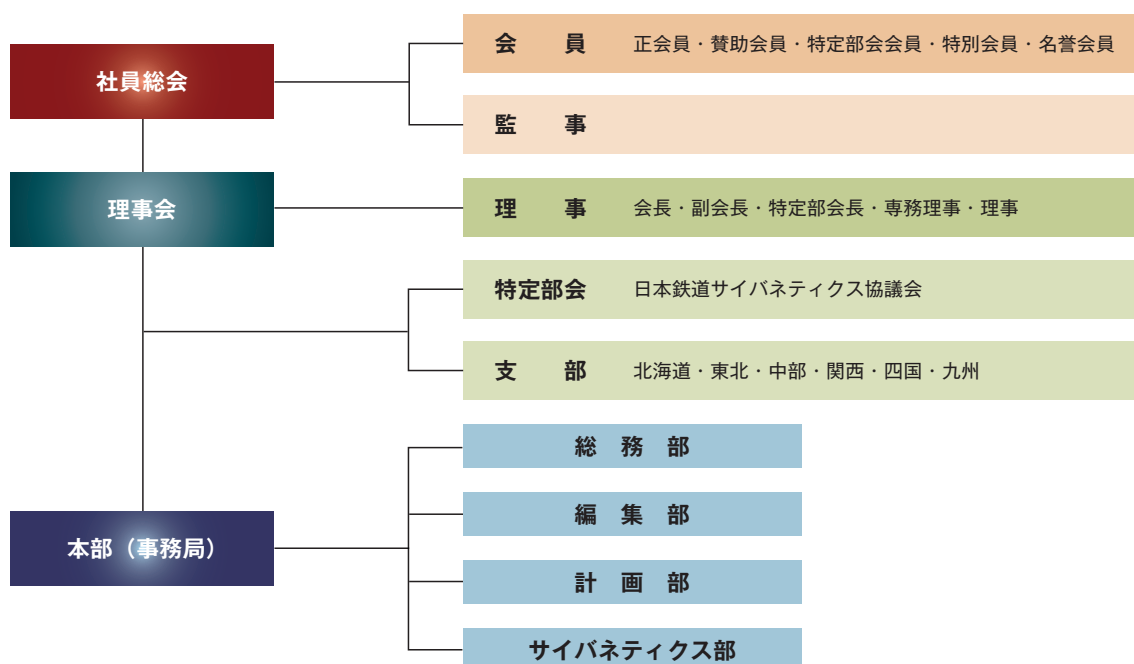 社員総会
会　員　正会員・賛助会員・特定部会会員・特別会員・名誉会員
監　事
理事会
理　事　会長・副会長・特定部会長・専務理事・理事
特定部会　日本鉄道サイバネティクス協議会
支　部　北海道・東北・中部・関西・四国・九州
本部（事務局）
総　務　部
編　集　部
計　画　部
サイバネティクス部